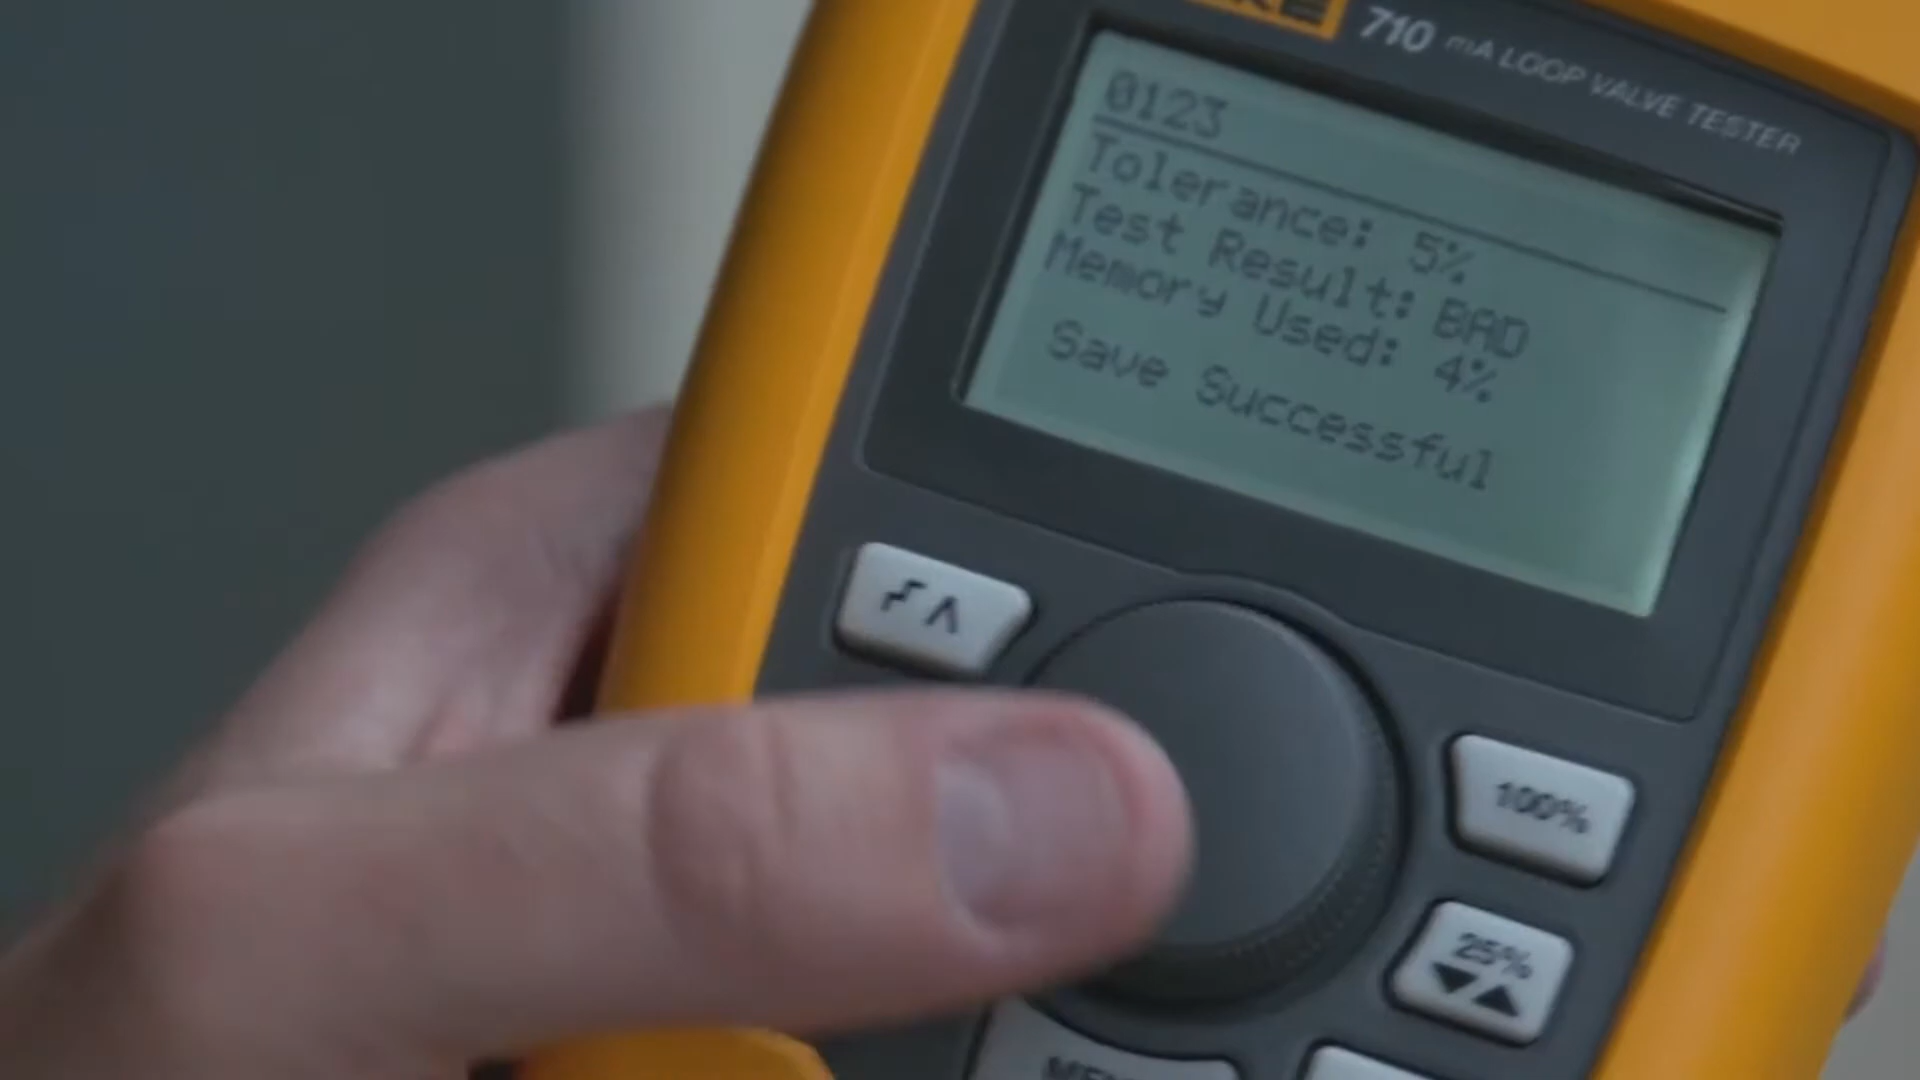 710 mA LOOP VALVE TESTER
0123
Tolerance: 5%
Test Result: BAD
Memory Used: 4%
Save Successful
100%
25%